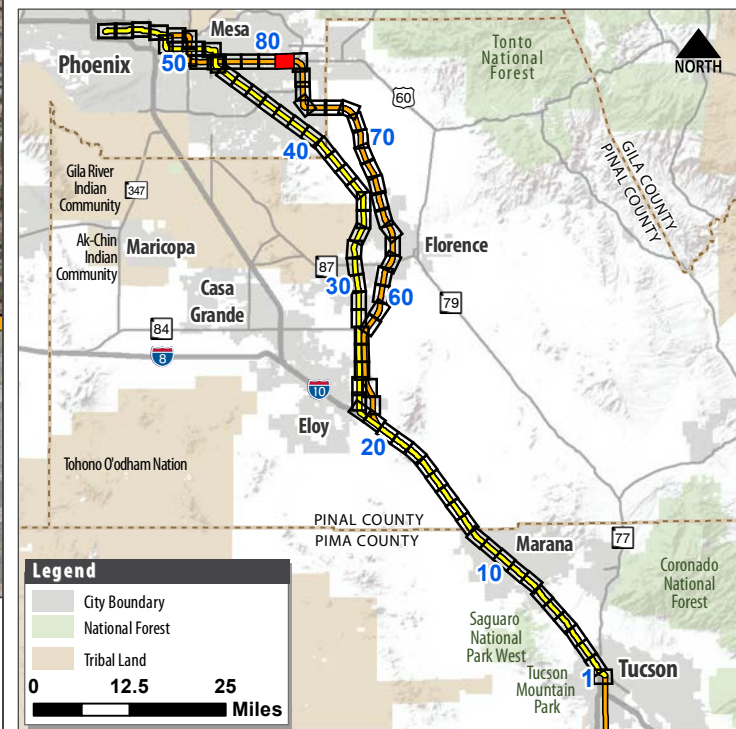 Mesa
80
Phoenix
50
Tonto
National
Forest
NORTH
60
70
40
GILA COUNTY
PINAL COUNTY
Gila River
Indian
Community
347
Ak-Chin
Indian
Community
Maricopa
Florence
87
30
60
Casa
Grande
79
84
8
10
Eloy
20
Tohono O'odham Nation
PINAL COUNTY
PIMA COUNTY
Marana
77
10
Coronado
National
Forest
Saguaro
National
Park West
Tucson
Mountain
Park
1
Tucson
Legend
City Boundary
National Forest
Tribal Land
0 12.5 25
Miles